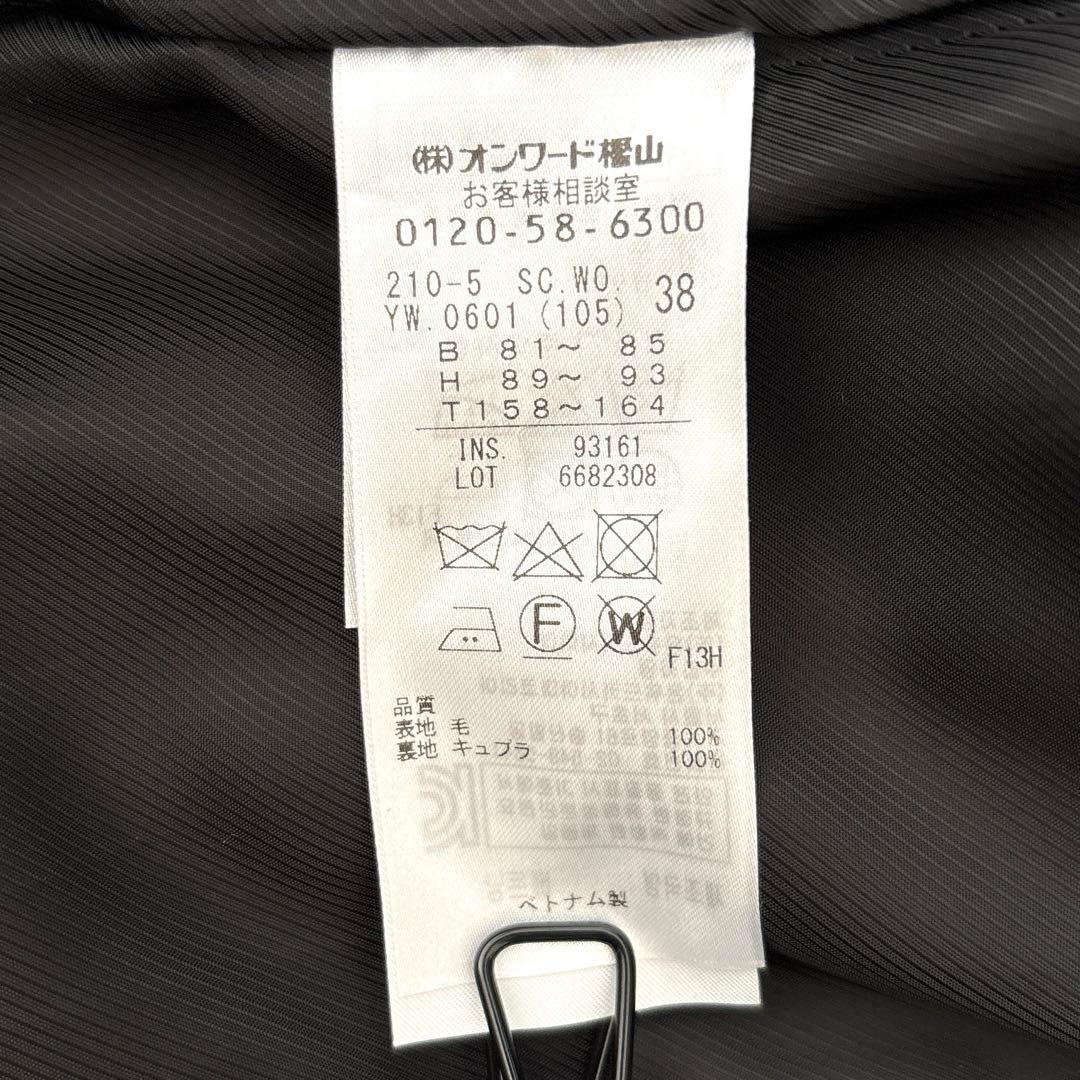 (株)オンワード樫山
お客様相談室
0120-58-6300
210-5 SC.WO. 38
YW.0601 (105)
B 81～ 85
H 89～ 93
T158～164
INS. 93161
LOT 6682308
F W
F13H
品質
表地 毛 100%
裏地 キュプラ 100%
ベトナム製